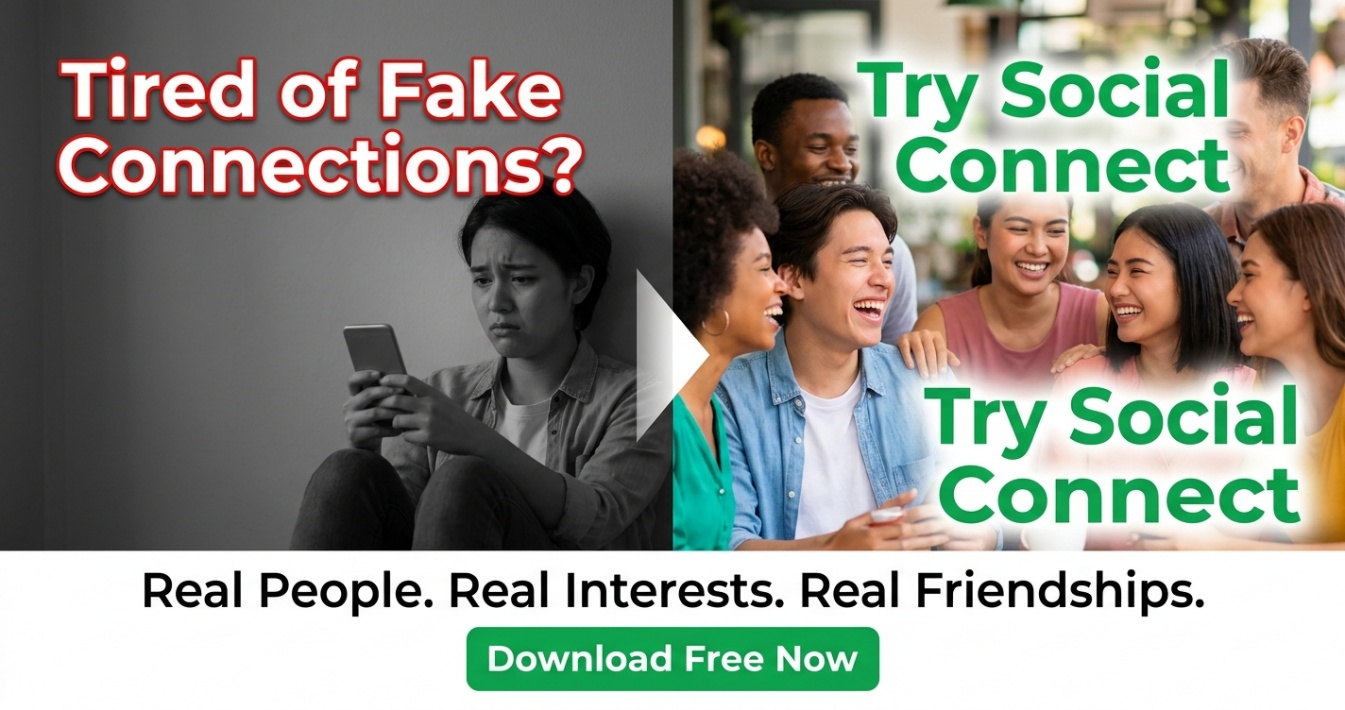 Tired of Fake
Connections?
Try Social
Connect
Try Social
Connect
Real People. Real Interests. Real Friendships.
Download Free Now